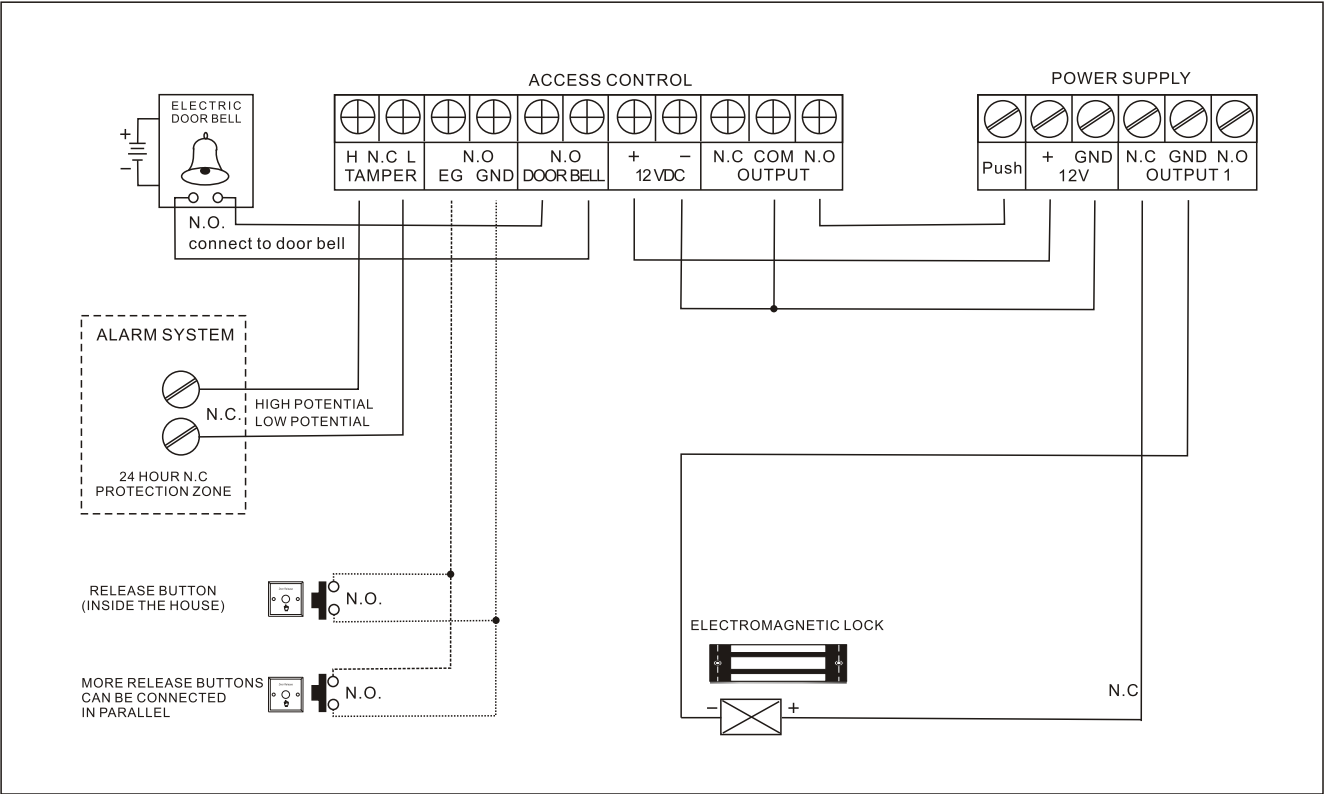 ACCESS CONTROL
POWER SUPPLY
ELECTRIC
DOOR BELL
+
−
H N.C L
TAMPER
N.O
EG GND
N.O
DOOR BELL
+ −
12 VDC
N.C COM N.O
OUTPUT
Push
+ GND
12V
N.C GND N.O
OUTPUT 1
N.O.
connect to door bell
ALARM SYSTEM
N.C.
HIGH POTENTIAL
LOW POTENTIAL
24 HOUR N.C
PROTECTION ZONE
RELEASE BUTTON
(INSIDE THE HOUSE)
N.O.
ELECTROMAGNETIC LOCK
MORE RELEASE BUTTONS
CAN BE CONNECTED
IN PARALLEL
N.O.
N.C
− +